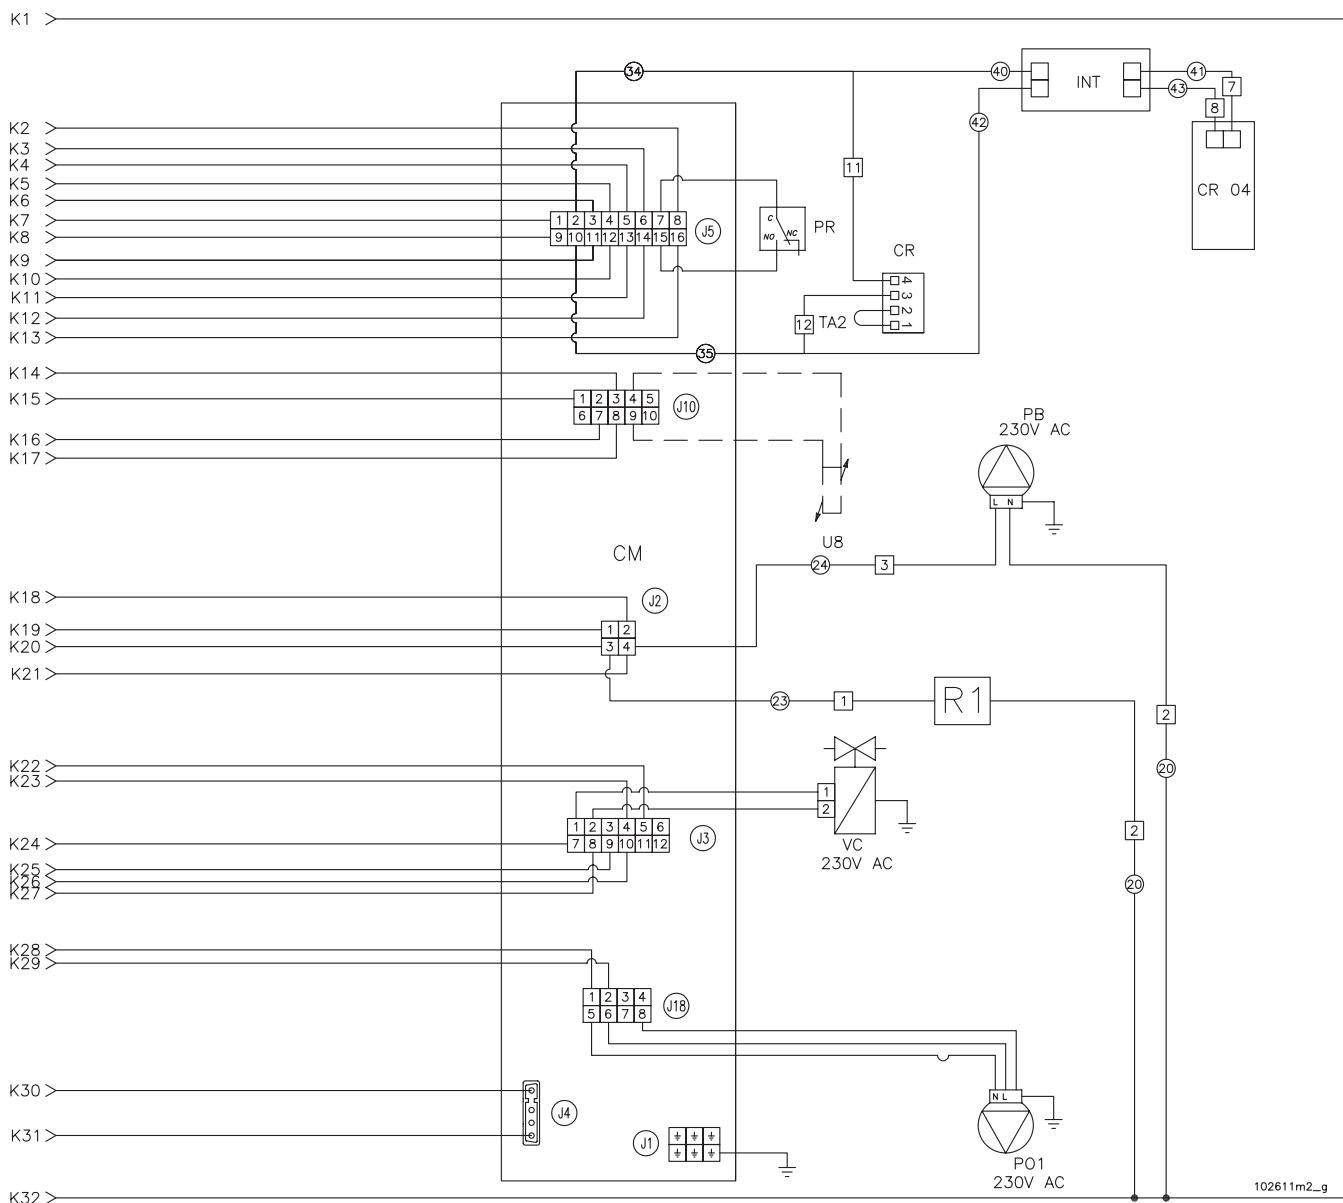 K1
34
40
INT
41
43
7
8
42
K2
K3
K4
K5
K6
K7
K8
K9
K10
K11
K12
K13
11
CR 04
1 2 3 4 5 6 7 8
9 10 11 12 13 14 15 16
J5
C
NO
NC
PR
CR
4
3
2
1
12
TA2
35
K14
K15
K16
K17
1 2 3 4 5
6 7 8 9 10
J10
PB
230V AC
L N
U8
CM
24
3
K18
K19
K20
K21
J2
1 2
3 4
23
1
R1
2
20
K22
K23
K24
K25
K26
K27
1
2
VC
230V AC
1 2 3 4 5 6
7 8 9 10 11 12
J3
2
20
K28
K29
1 2 3 4
5 6 7 8
J18
K30
K31
J4
J1
N L
PO1
230V AC
K32
102611m2_g